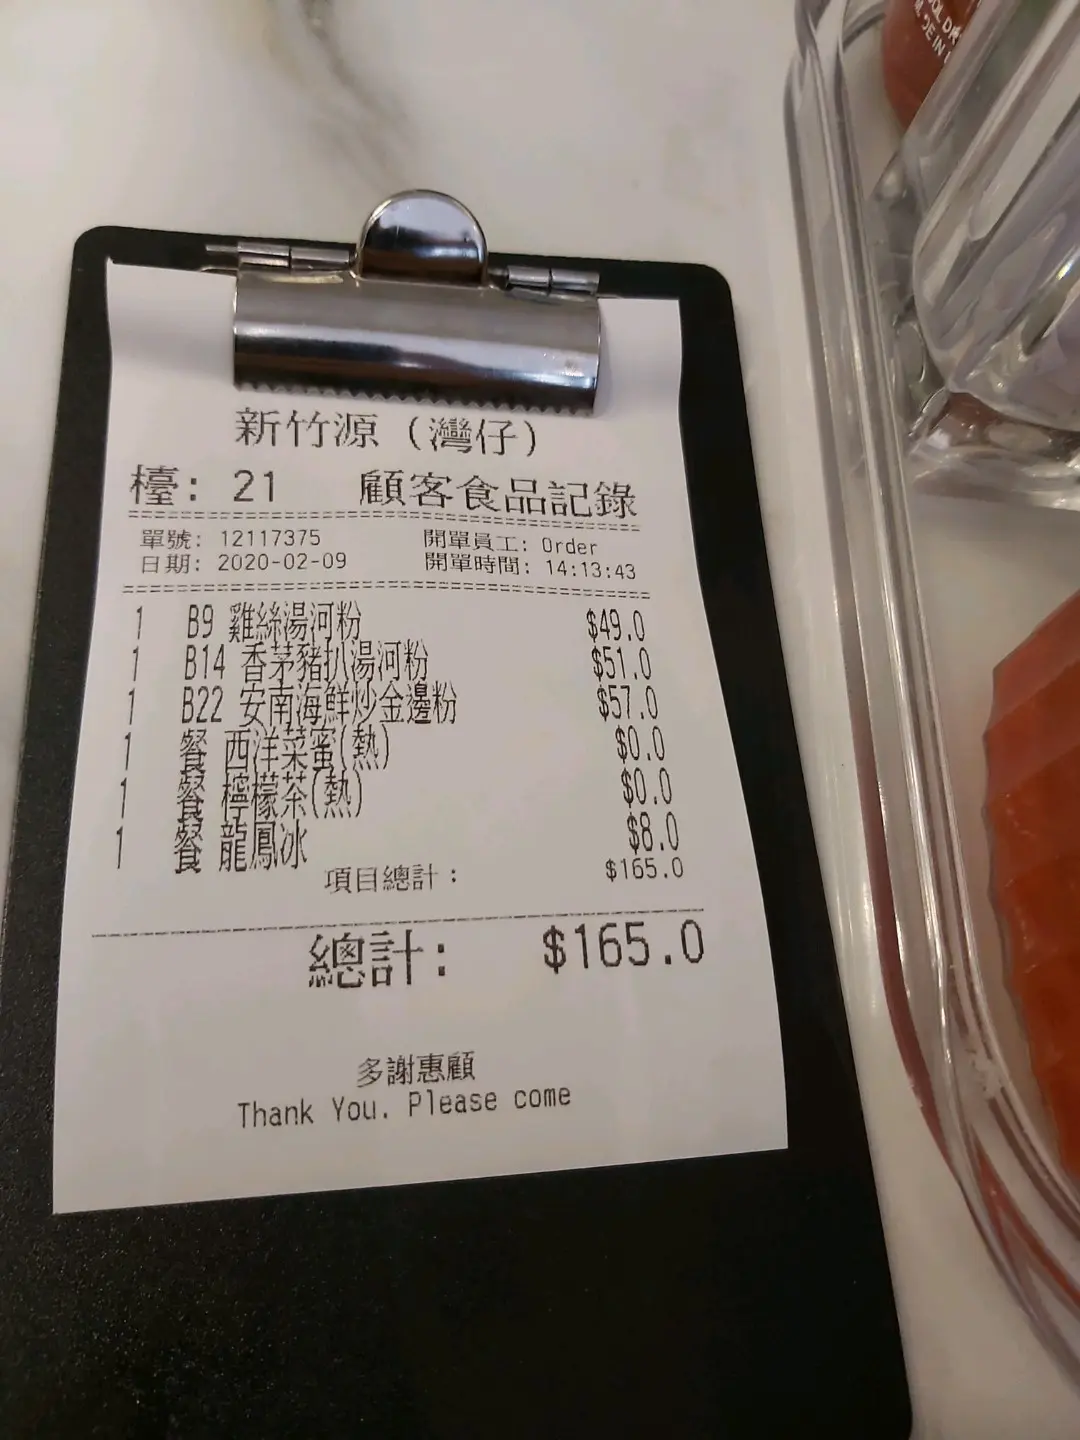 新竹源 (灣仔)
檯: 21 顧客食品記錄
單號: 12117375 開單員工: Order
日期: 2020-02-09 開單時間: 14:13:43
1 B9 雞絲湯河粉 $49.0
1 B14 香茅豬扒湯河粉 $51.0
1 B22 安南海鮮炒金邊粉 $57.0
1 餐 西洋菜蜜(熱) $0.0
1 餐 檸檬茶(熱) $0.0
1 餐 龍鳳冰 $8.0
項目總計: $165.0
總計: $165.0
多謝惠顧
Thank You. Please come